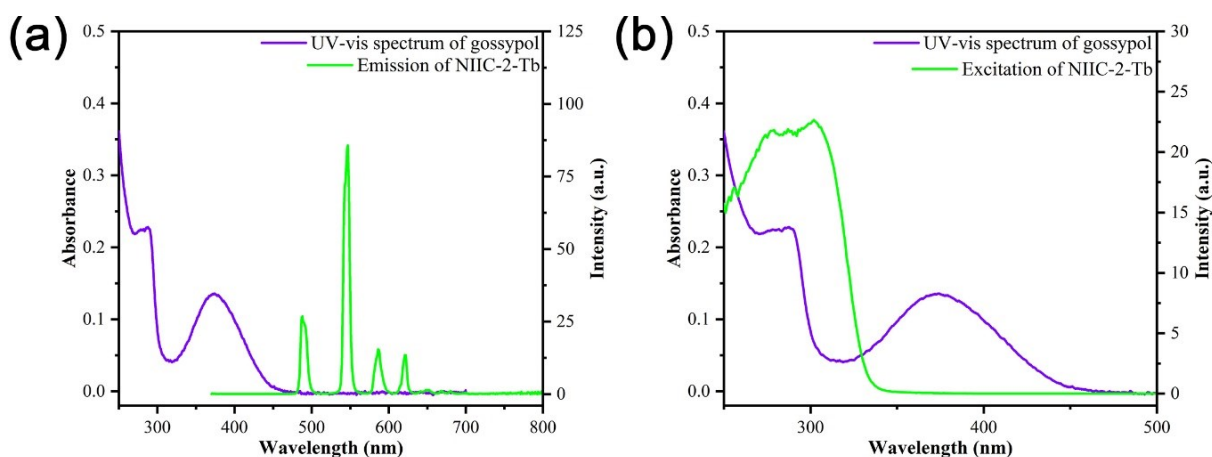 (a)
UV-vis spectrum of gossypol
Emission of NIIC-2-Tb
0.5
0.4
0.3
0.2
0.1
0.0
Absorbance
125
100
75
50
25
0
Intensity (a.u.)
300 400 500 600 700 800
Wavelength (nm)
(b)
UV-vis spectrum of gossypol
Excitation of NIIC-2-Tb
0.5
0.4
0.3
0.2
0.1
0.0
Absorbance
30
25
20
15
10
5
0
Intensity (a.u.)
300 400 500
Wavelength (nm)